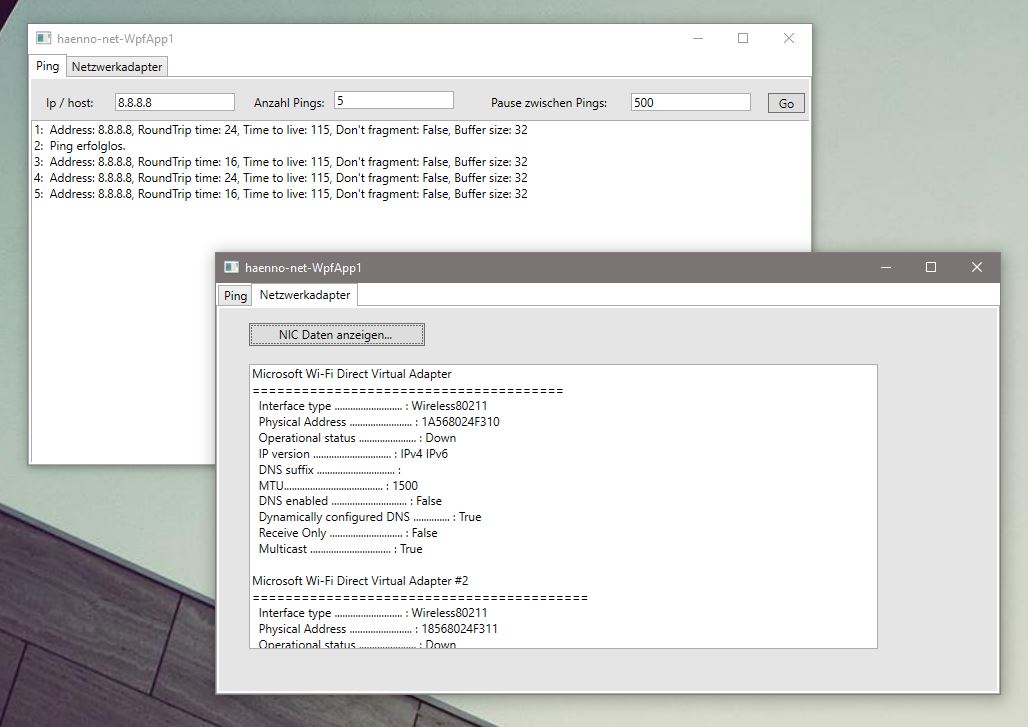 haenno-net-WpfApp1
Ping Netzwerkadapter
Ip / host: 8.8.8.8 Anzahl Pings: 5 Pause zwischen Pings: 500 Go
1: Address: 8.8.8.8, RoundTrip time: 24, Time to live: 115, Don't fragment: False, Buffer size: 32
2: Ping erfolglos.
3: Address: 8.8.8.8, RoundTrip time: 16, Time to live: 115, Don't fragment: False, Buffer size: 32
4: Address: 8.8.8.8, RoundTrip time: 24, Time to live: 115, Don't fragment: False, Buffer size: 32
5: Address: 8.8.8.8, RoundTrip time: 16, Time to live: 115, Don't fragment: False, Buffer size: 32
haenno-net-WpfApp1
Ping Netzwerkadapter
NIC Daten anzeigen...
Microsoft Wi-Fi Direct Virtual Adapter
======================================
Interface type .......................... : Wireless80211
Physical Address ........................ : 1A568024F310
Operational status ...................... : Down
IP version .............................. : IPv4 IPv6
DNS suffix .............................. :
MTU...................................... : 1500
DNS enabled ............................. : False
Dynamically configured DNS .............. : True
Receive Only ............................ : False
Multicast ............................... : True
Microsoft Wi-Fi Direct Virtual Adapter #2
=========================================
Interface type .......................... : Wireless80211
Physical Address ........................ : 18568024F311
Operational status ...................... : Down